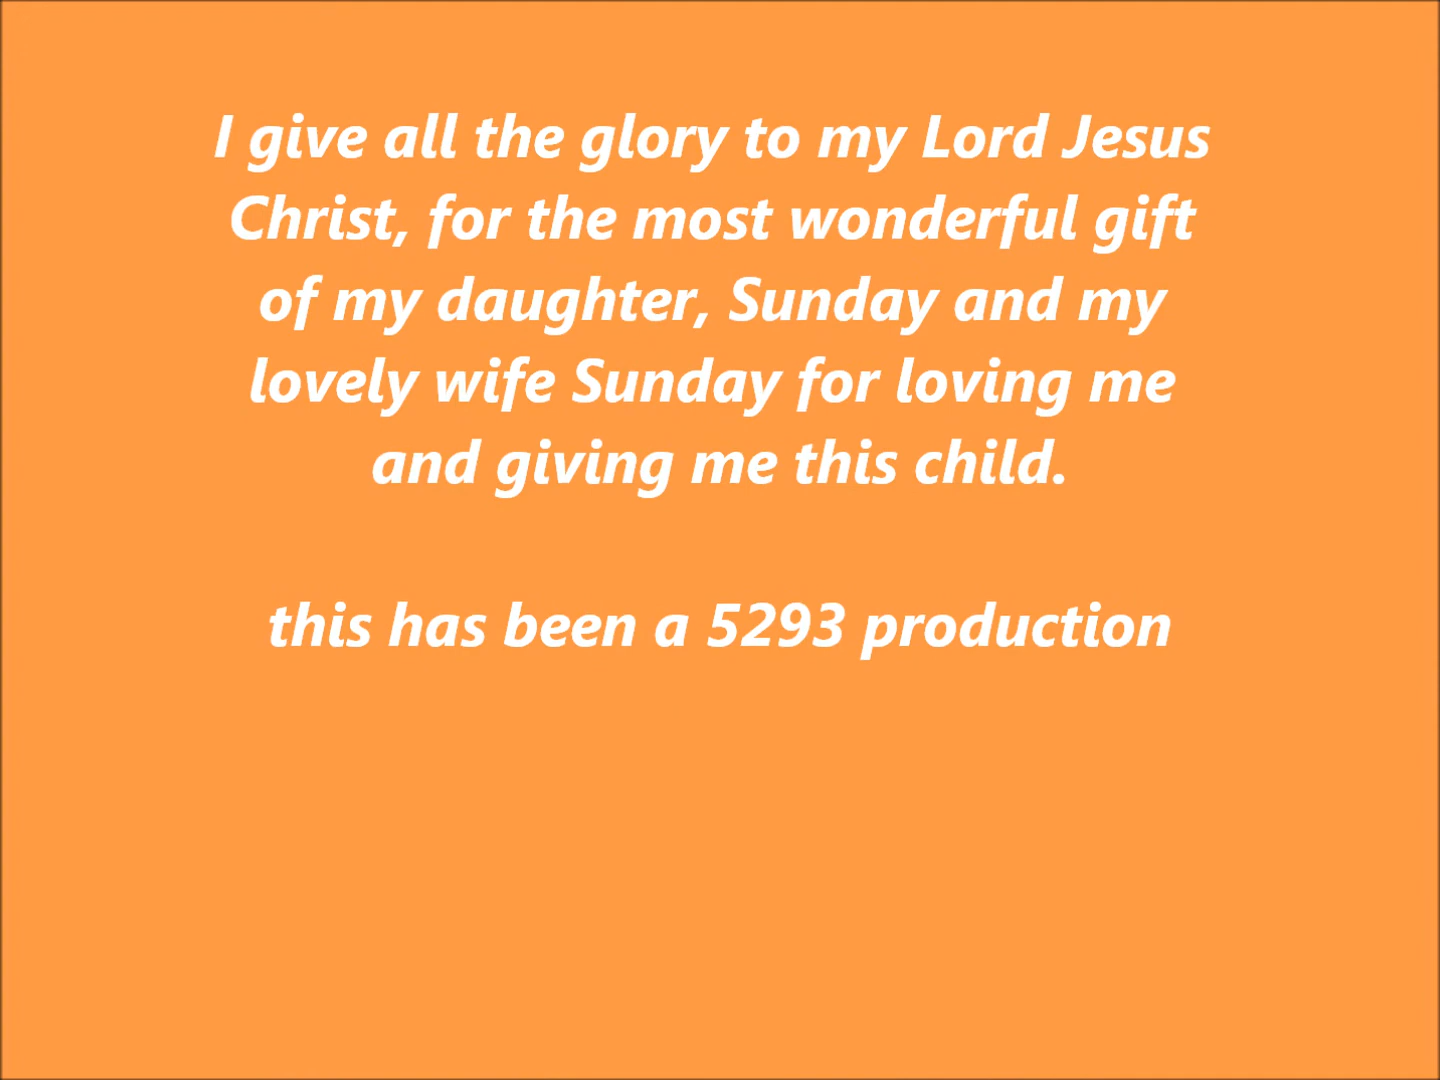 I give all the glory to my Lord Jesus
Christ, for the most wonderful gift
of my daughter, Sunday and my
lovely wife Sunday for loving me
and giving me this child.
this has been a 5293 production